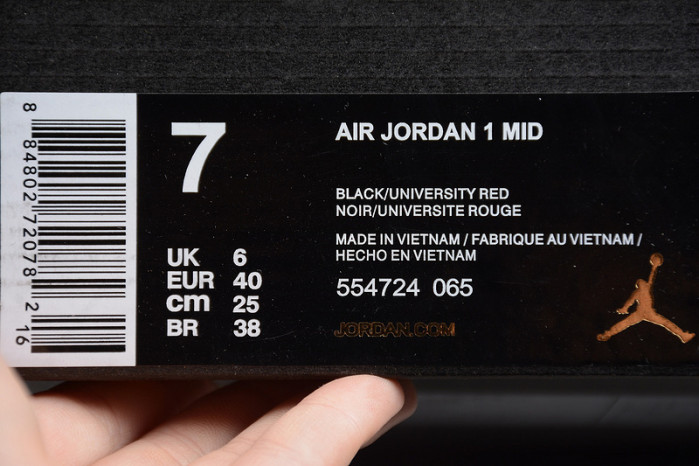 8 84802 72078 2 16
7
UK 6
EUR 40
cm 25
BR 38
AIR JORDAN 1 MID
BLACK/UNIVERSITY RED
NOIR/UNIVERSITE ROUGE
MADE IN VIETNAM / FABRIQUE AU VIETNAM /
HECHO EN VIETNAM
554724 065
JORDAN.COM